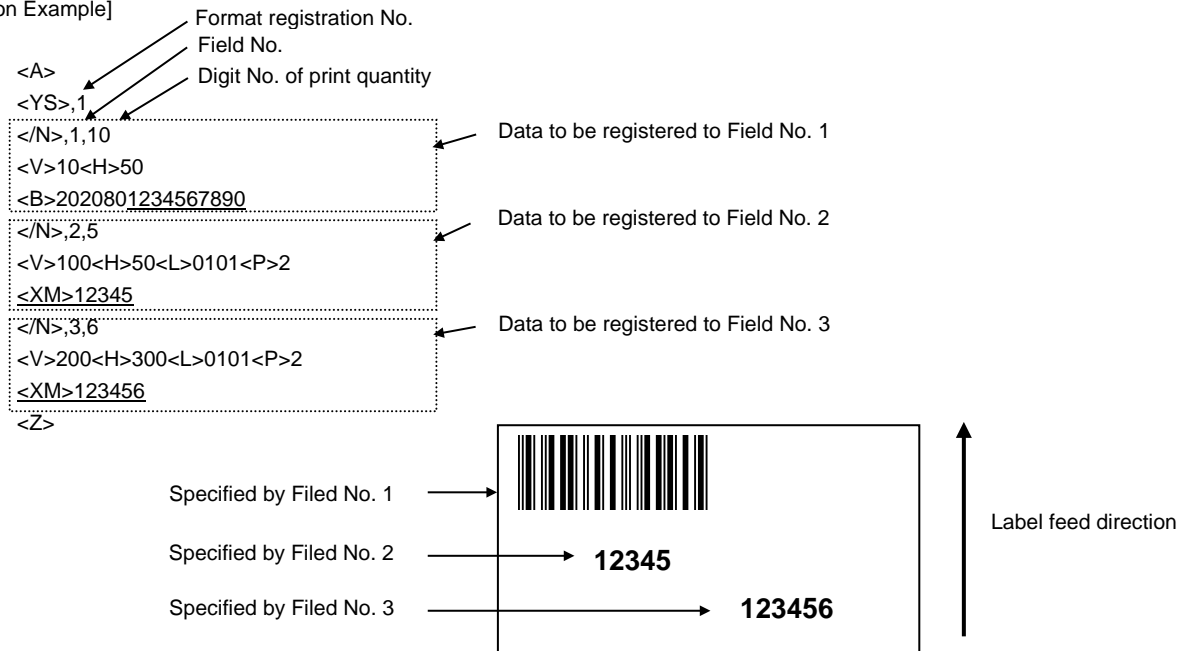 on Example]
Format registration No.
Field No.
Digit No. of print quantity
<A>
<YS>,1
</N>,1,10
<V>10<H>50
<B>2020801234567890
Data to be registered to Field No. 1
</N>,2,5
<V>100<H>50<L>0101<P>2
<XM>12345
Data to be registered to Field No. 2
</N>,3,6
<V>200<H>300<L>0101<P>2
<XM>123456
Data to be registered to Field No. 3
<Z>
Specified by Filed No. 1
Specified by Filed No. 2
12345
Specified by Filed No. 3
123456
Label feed direction